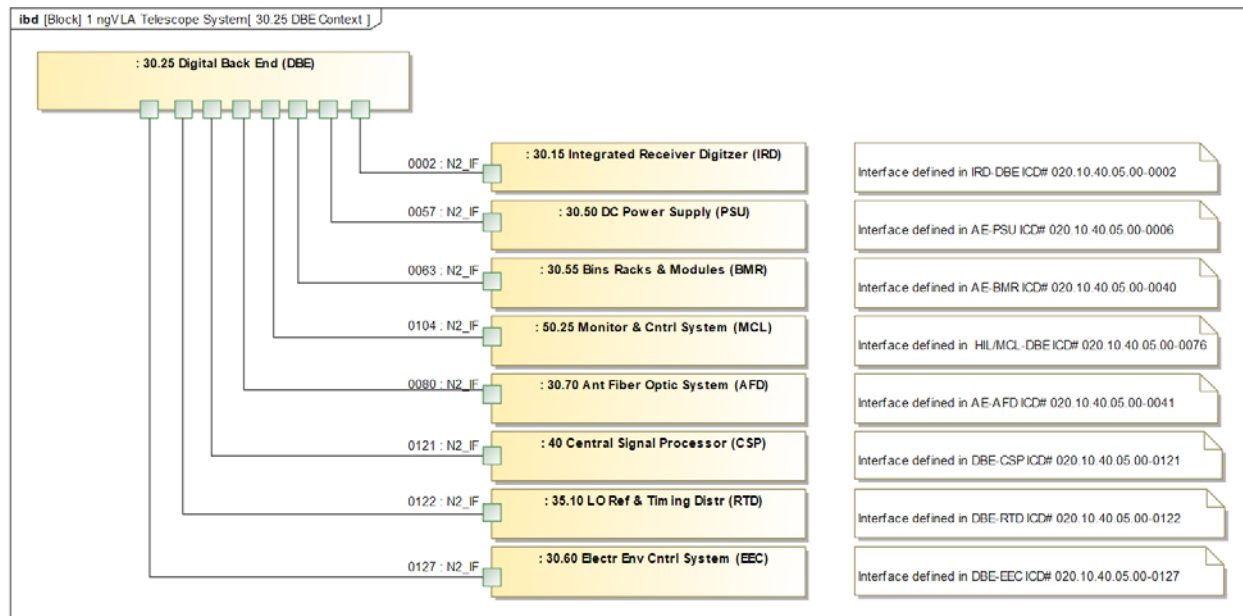 ibd [Block] 1 ngVLA Telescope System[ 30.25 DBE Context ]
: 30.25 Digital Back End (DBE)
0002 : N2_IF
: 30.15 Integrated Receiver Digitzer (IRD)
Interface defined in IRD-DBE ICD# 020.10.40.05.00-0002
0057 : N2_IF
: 30.50 DC Power Supply (PSU)
Interface defined in AE-PSU ICD# 020.10.40.05.00-0006
0063 : N2_IF
: 30.55 Bins Racks & Modules (BMR)
Interface defined in AE-BMR ICD# 020.10.40.05.00-0040
0104 : N2_IF
: 50.25 Monitor & Cntrl System (MCL)
Interface defined in HIL/MCL-DBE ICD# 020.10.40.05.00-0076
0080 : N2_IF
: 30.70 Ant Fiber Optic System (AFD)
Interface defined in AE-AFD ICD# 020.10.40.05.00-0041
0121 : N2_IF
: 40 Central Signal Processor (CSP)
Interface defined in DBE-CSP ICD# 020.10.40.05.00-0121
0122 : N2_IF
: 35.10 LO Ref & Timing Distr (RTD)
Interface defined in DBE-RTD ICD# 020.10.40.05.00-0122
0127 : N2_IF
: 30.60 Electr Env Cntrl System (EEC)
Interface defined in DBE-EEC ICD# 020.10.40.05.00-0127